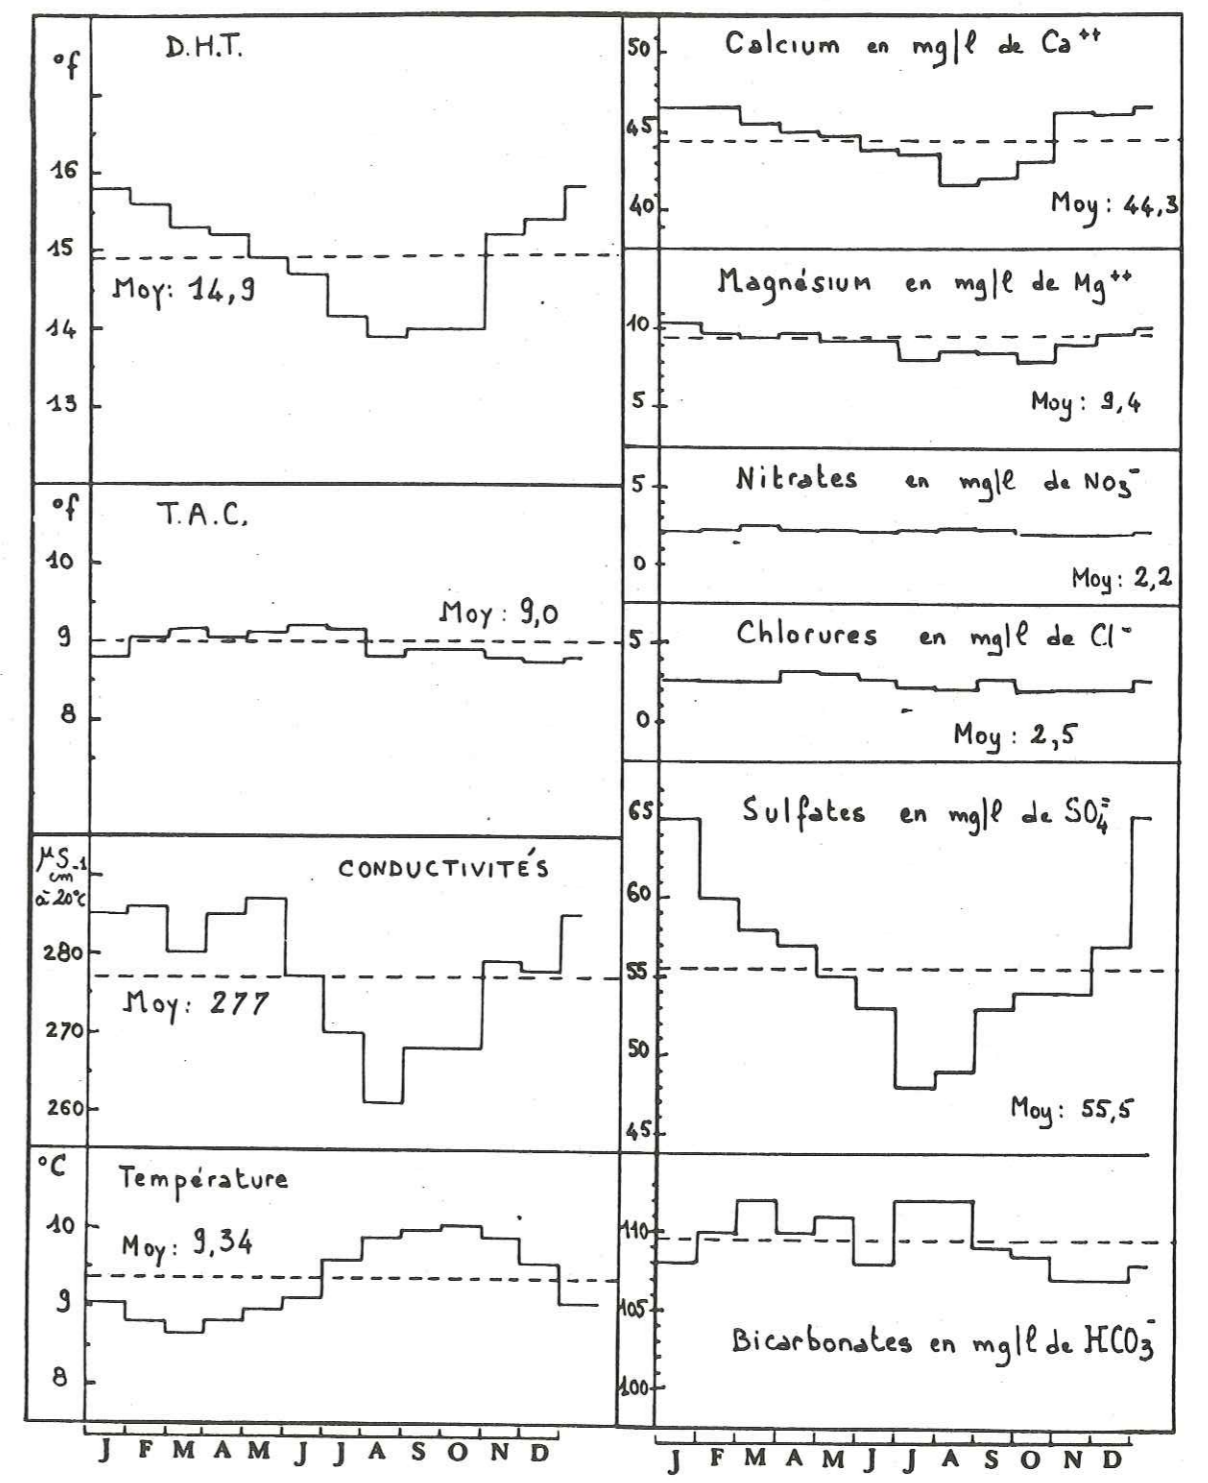 °f
D.H.T.
16
15
Moy: 14,9
14
13
°f
T.A.C.
10
Moy: 9,0
9
8
µS
cm-1
à 20°c
CONDUCTIVITÉS
280
Moy: 277
270
260
°C
Température
10
Moy: 9,34
9
8
J F M A M J J A S O N D
50
Calcium en mg/l de Ca++
45
40
Moy: 44,3
Magnésium en mg/l de Mg++
10
5
Moy: 9,4
5
Nitrates en mg/l de NO3-
0
Moy: 2,2
5
Chlorures en mg/l de Cl-
0
Moy: 2,5
65
Sulfates en mg/l de SO4=
60
55
50
Moy: 55,5
45
110
105
Bicarbonates en mg/l de HCO3-
100
J F M A M J J A S O N D